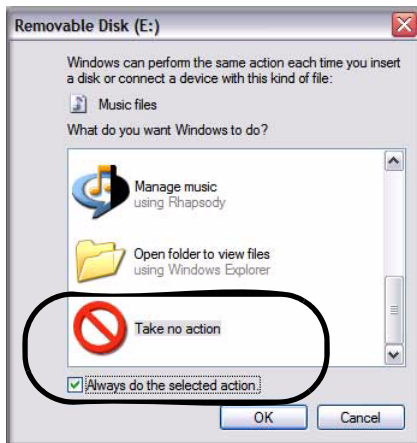 Removable Disk (E:)
Windows can perform the same action each time you insert
a disk or connect a device with this kind of file:
Music files
What do you want Windows to do?
Manage music
using Rhapsody
Open folder to view files
using Windows Explorer
Take no action
Always do the selected action.
OK Cancel